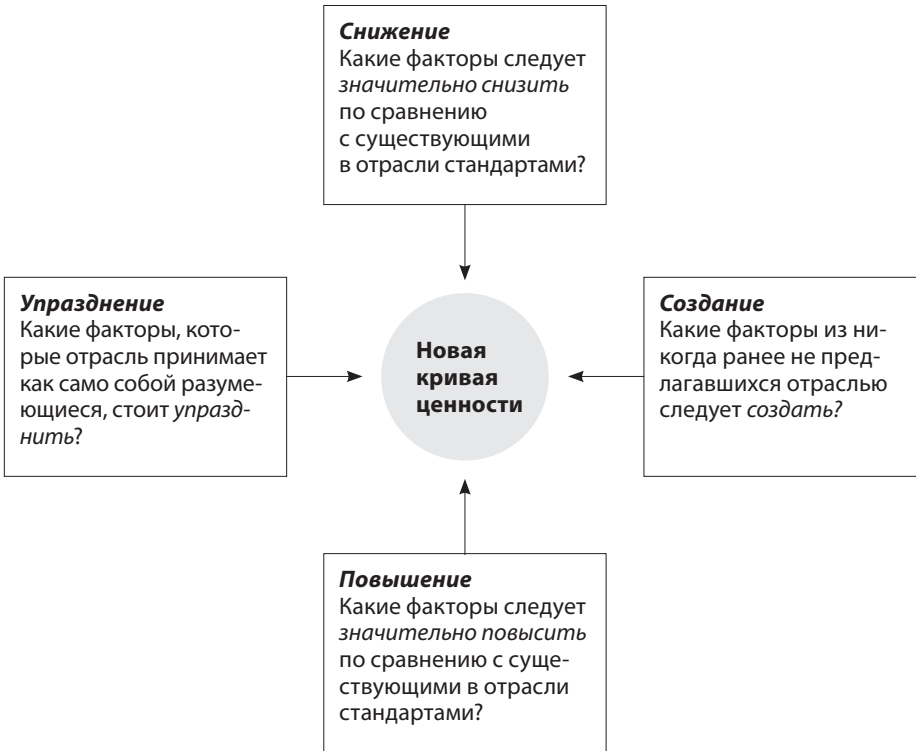 Снижение
Какие факторы следует
значительно снизить
по сравнению
с существующими
в отрасли стандартами?
Упразднение
Какие факторы, кото-
рые отрасль принимает
как само собой разуме-
ющиеся, стоит упразд-
нить?
Новая
кривая
ценности
Создание
Какие факторы из ни-
когда ранее не пред-
лагавшихся отраслью
следует создать?
Повышение
Какие факторы следует
значительно повысить
по сравнению с суще-
ствующими в отрасли
стандартами?